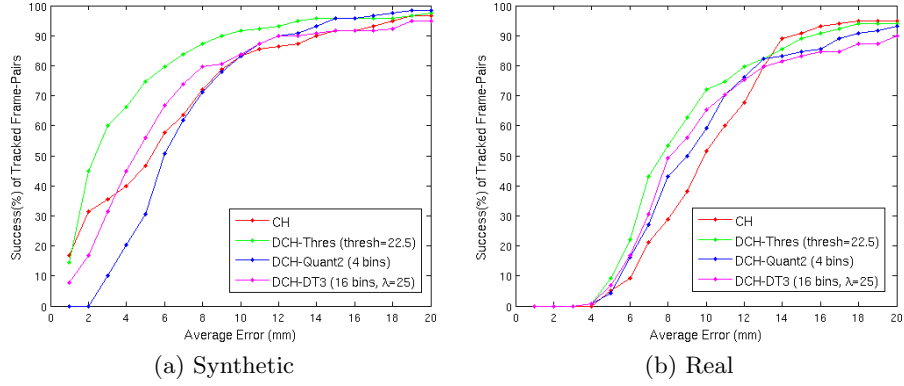 Success(%) of Tracked Frame-Pairs
100
90
80
70
60
50
40
30
20
10
0
0 2 4 6 8 10 12 14 16 18 20
Average Error (mm)
CH
DCH-Thres (thresh=22.5)
DCH-Quant2 (4 bins)
DCH-DT3 (16 bins, λ=25)
(a) Synthetic
Success(%) of Tracked Frame-Pairs
100
90
80
70
60
50
40
30
20
10
0
0 2 4 6 8 10 12 14 16 18 20
Average Error (mm)
CH
DCH-Thres (thresh=22.5)
DCH-Quant2 (4 bins)
DCH-DT3 (16 bins, λ=25)
(b) Real